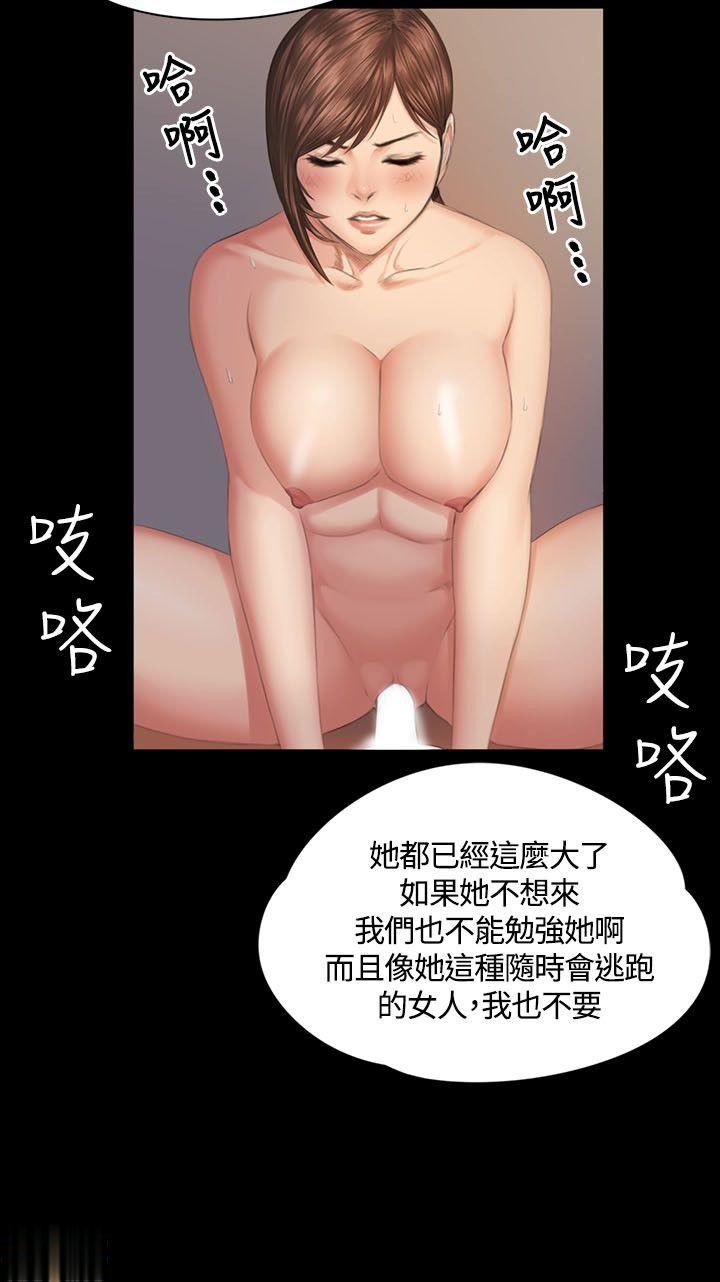 哈啊…
哈啊…
吱咯
吱咯
她都已經這麼大了
如果她不想來
我們也不能勉強她啊
而且像她這種隨時會逃跑
的女人，我也不要